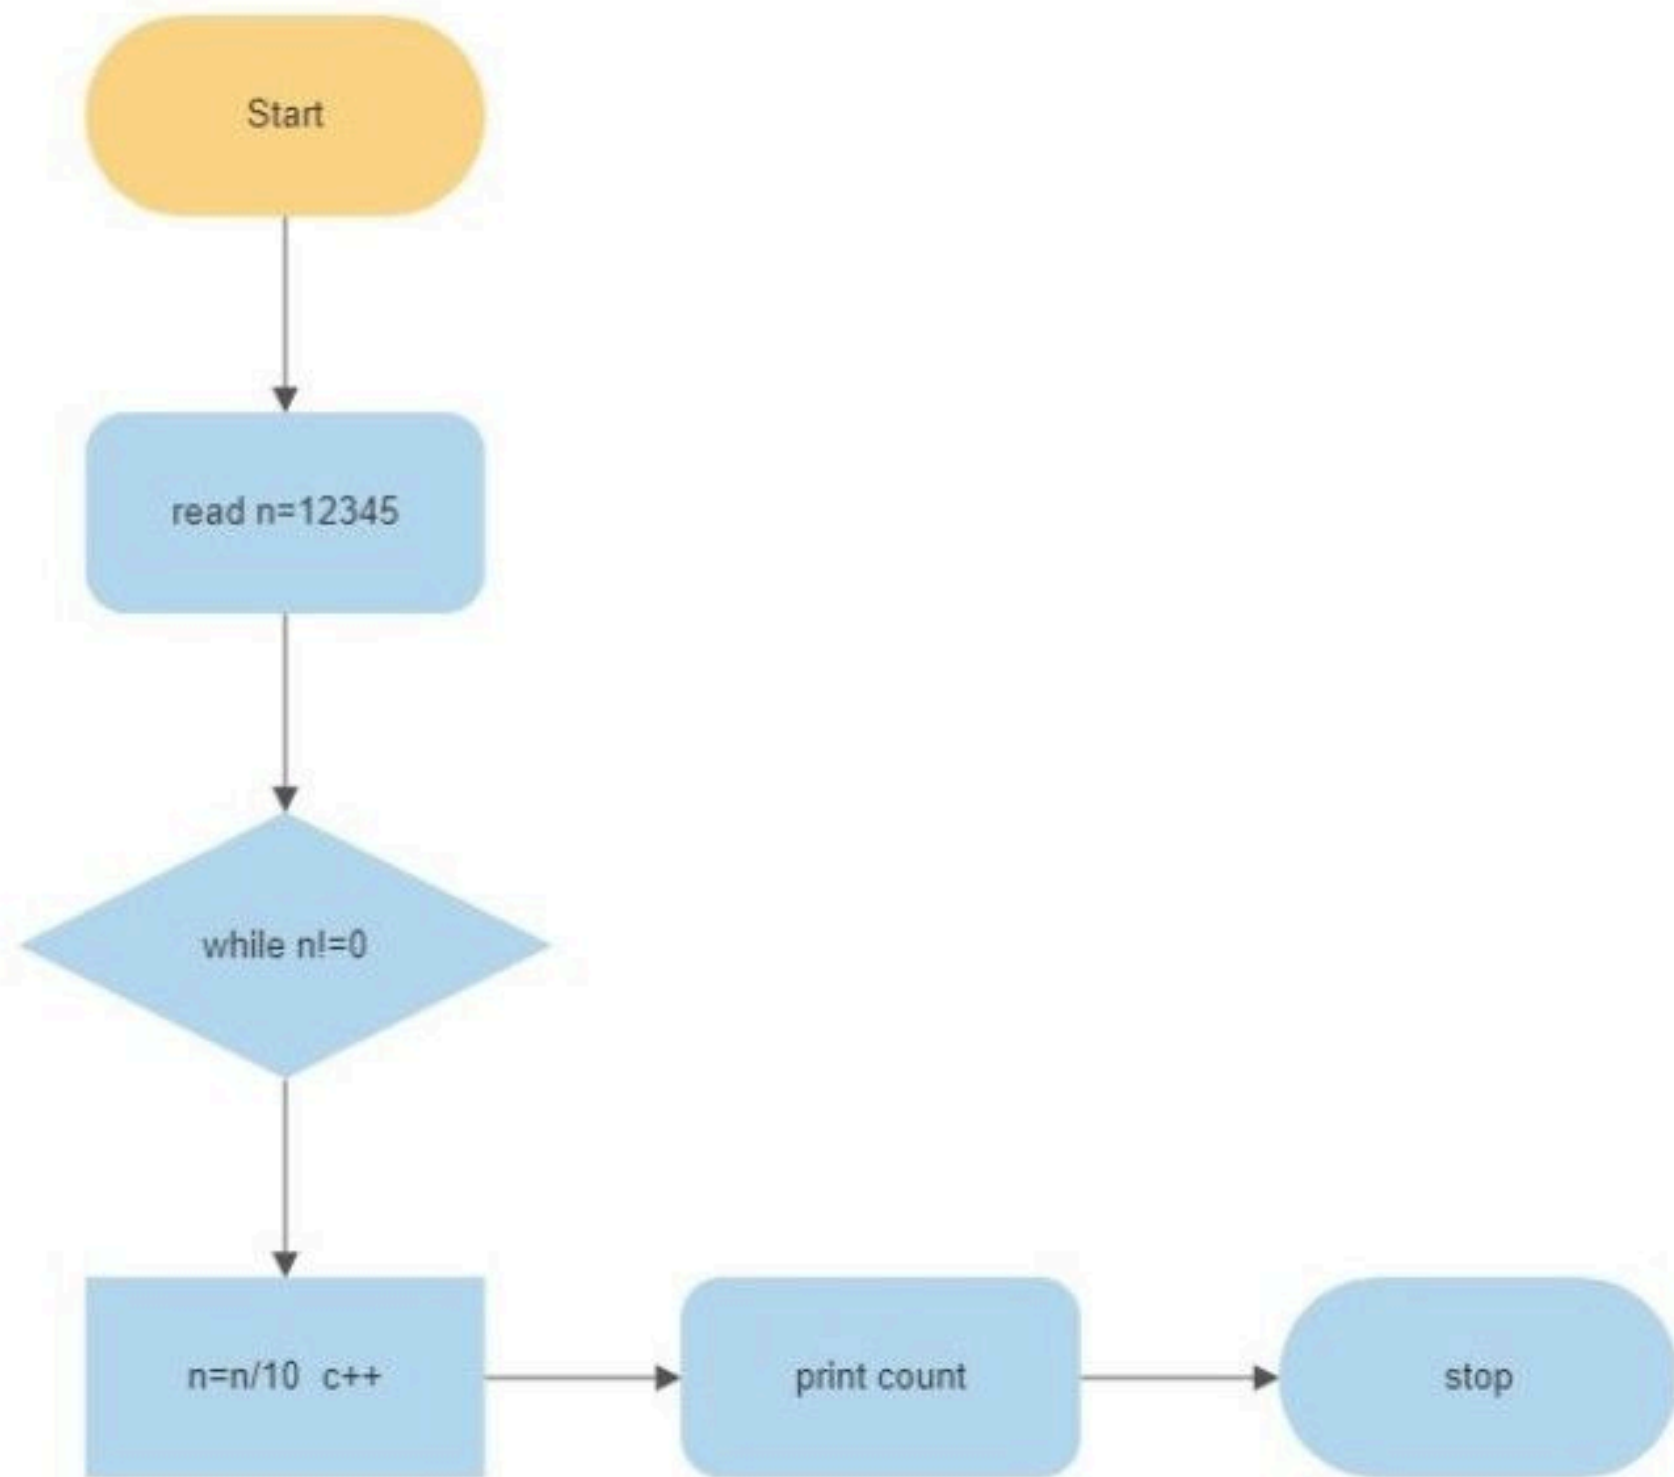 Start
read n=12345
while n!=0
n=n/10 c++
print count
stop